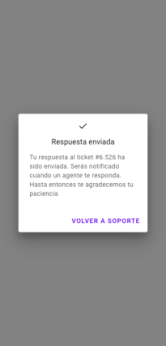 Respuesta enviada
Tu respuesta al ticket #6.526 ha
sido enviada. Serás notificado
cuando un agente te responda.
Hasta entonces te agradecemos tu
paciencia
VOLVER A SOPORTE